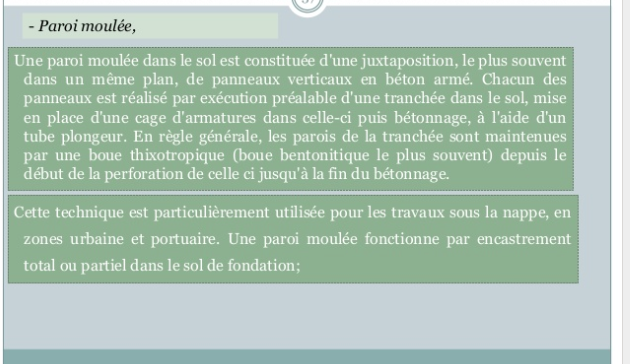 - Paroi moulée,
Une paroi moulée dans le sol est constituée d'une juxtaposition, le plus souvent
dans un même plan, de panneaux verticaux en béton armé. Chacun des
panneaux est réalisé par exécution préalable d'une tranchée dans le sol, mise
en place d'une cage d'armatures dans celle-ci puis bétonnage, à l'aide d'un
tube plongeur. En règle générale, les parois de la tranchée sont maintenues
par une boue thixotropique (boue bentonitique le plus souvent) depuis le
début de la perforation de celle ci jusqu'à la fin du bétonnage.
Cette technique est particulièrement utilisée pour les travaux sous la nappe, en
zones urbaine et portuaire. Une paroi moulée fonctionne par encastrement
total ou partiel dans le sol de fondation;